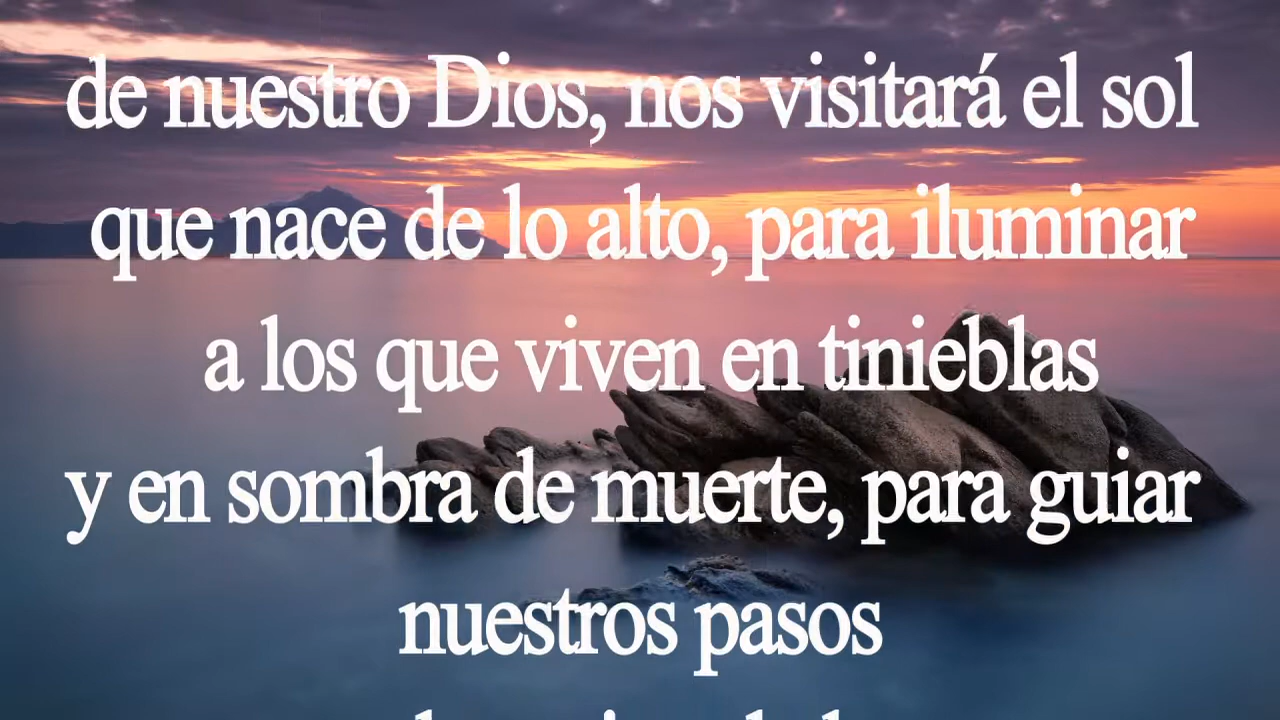 de nuestro Dios, nos visitará el sol
que nace de lo alto, para iluminar
a los que viven en tinieblas
y en sombra de muerte, para guiar
nuestros pasos